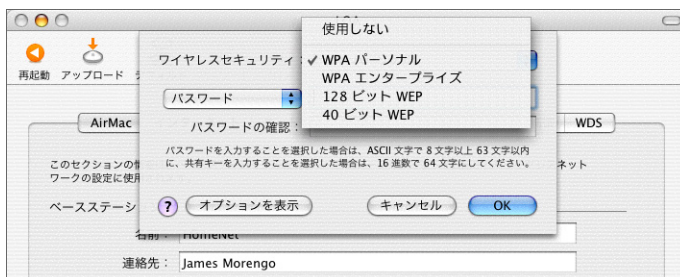 使用しない
再起動 アップロード
ワイヤレスセキュリティ：
✓ WPA パーソナル
WPA エンタープライズ
128 ビット WEP
40 ビット WEP
パスワード
パスワードの確認：
パスワードを入力することを選択した場合は、ASCII 文字で 8 文字以上 63 文字以内
に、共有キーを入力することを選択した場合は、16 進数で 64 文字にしてください。
? オプションを表示 キャンセル OK
AirMac
WDS
このセクションの
ネット
ワークの設定に使用
ベースステーシ
名前： HomeNet
連絡先： James Morengo